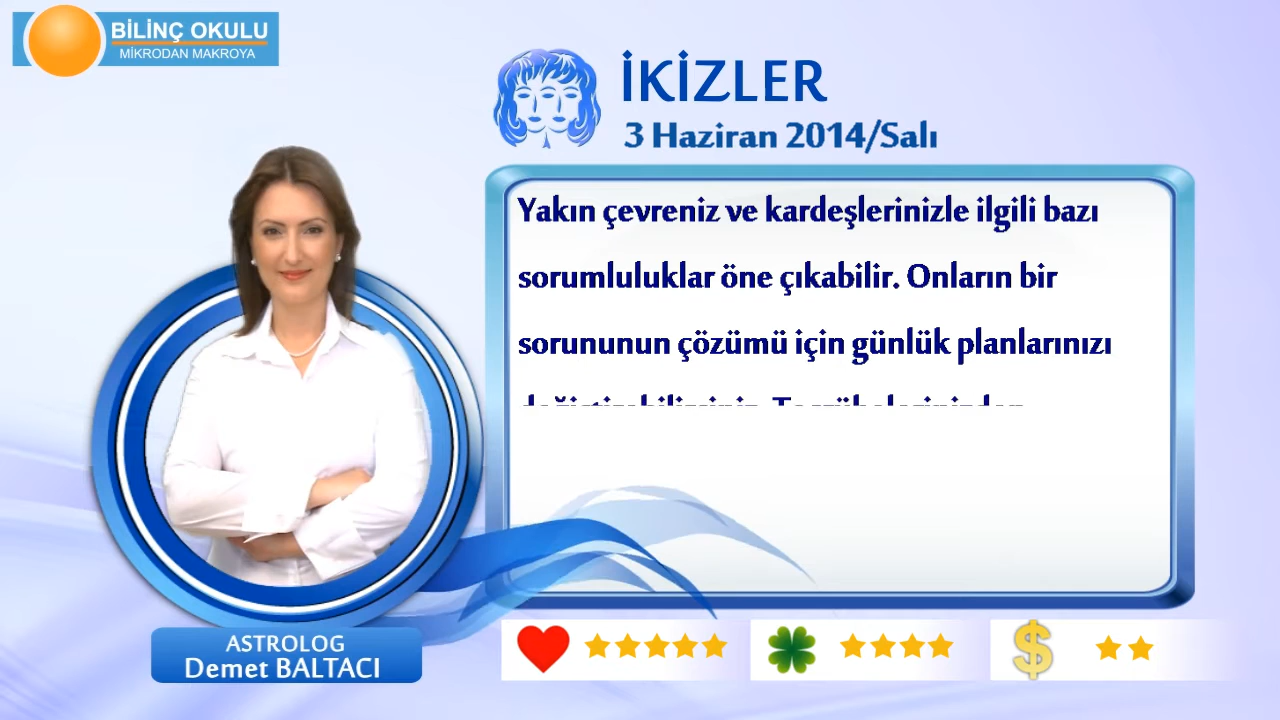 BİLİNÇ OKULU
MİKRODAN MAKROYA
İKİZLER
3 Haziran 2014/Salı
Yakın çevreniz ve kardeşlerinizle ilgili bazı
sorumluluklar öne çıkabilir. Onların bir
sorununun çözümü için günlük planlarınızı
ASTROLOG
Demet BALTACI